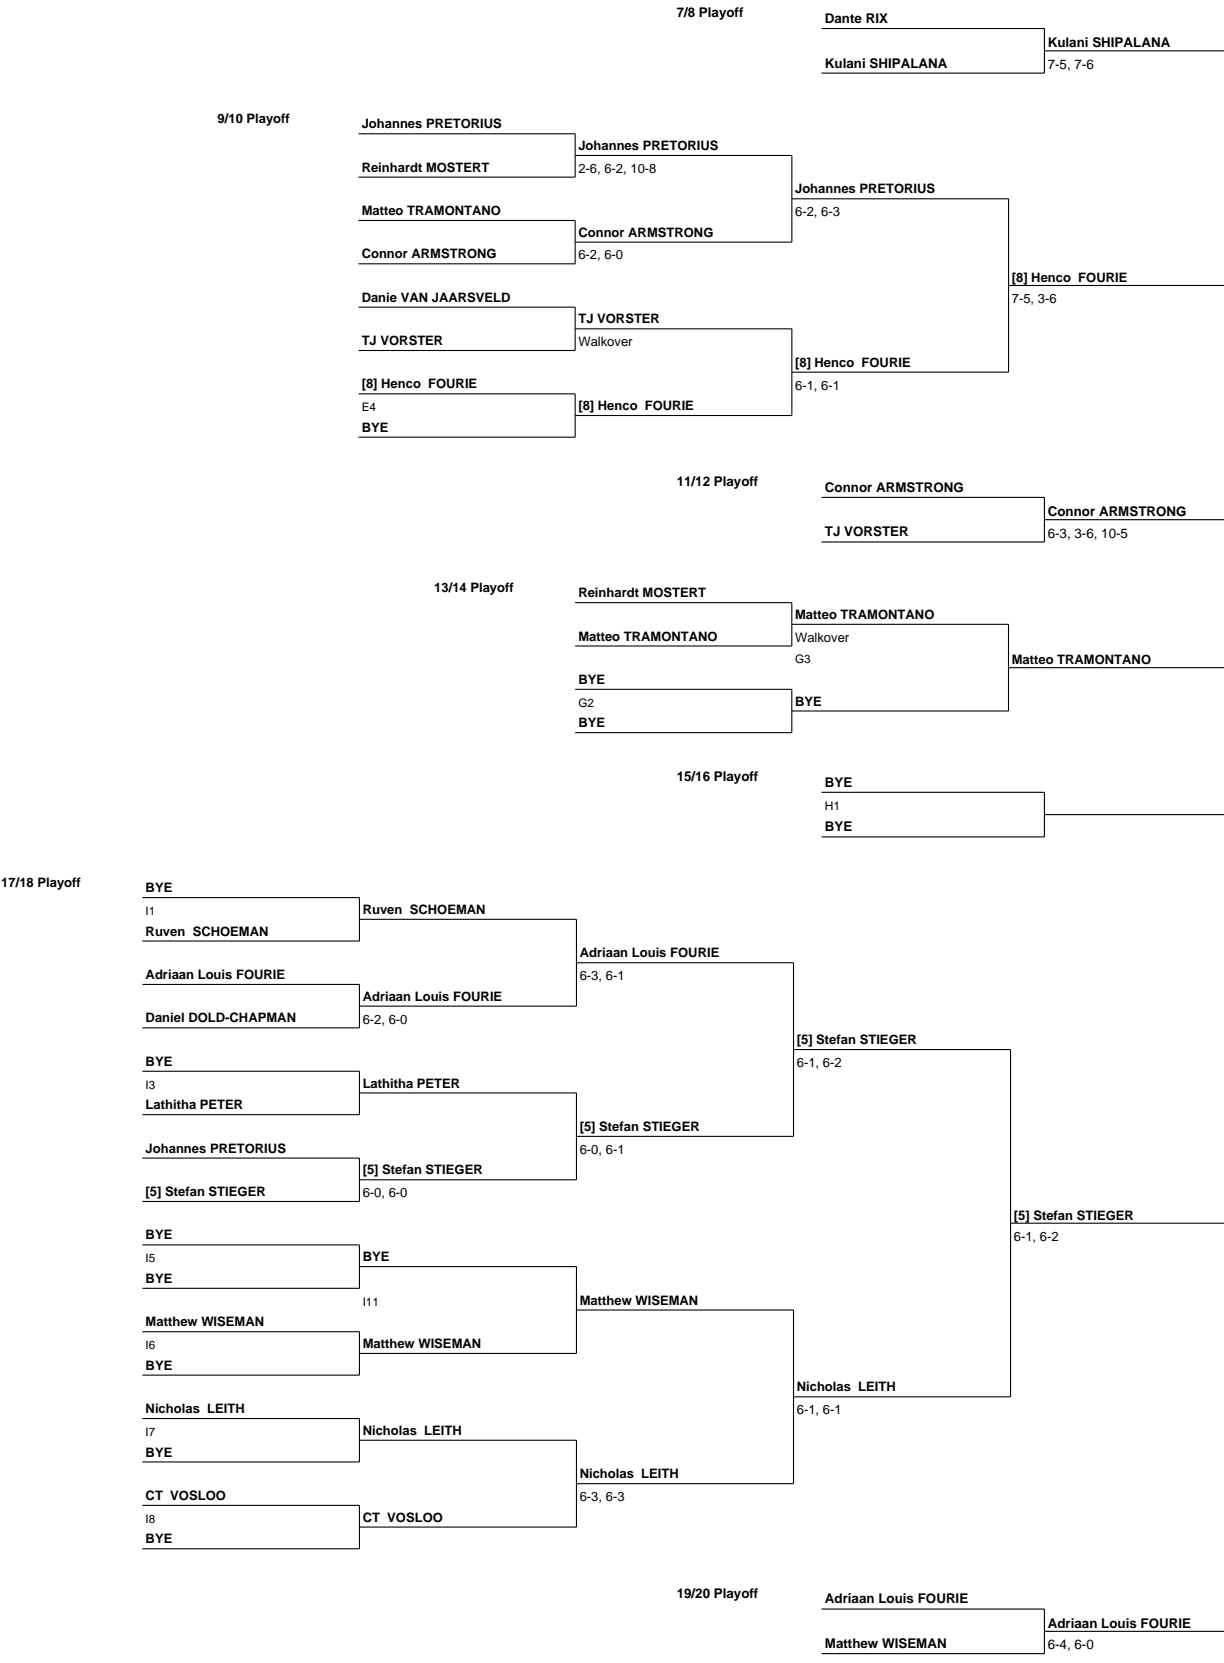 7/8 Playoff
Dante RIX
Kulani SHIPALANA
Kulani SHIPALANA
7-5, 7-6
9/10 Playoff
Johannes PRETORIUS
Johannes PRETORIUS
Reinhardt MOSTERT
2-6, 6-2, 10-8
Johannes PRETORIUS
6-2, 6-3
Matteo TRAMONTANO
Connor ARMSTRONG
Connor ARMSTRONG
6-2, 6-0
[8] Henco FOURIE
7-5, 3-6
Danie VAN JAARSVELD
TJ VORSTER
TJ VORSTER
Walkover
[8] Henco FOURIE
6-1, 6-1
[8] Henco FOURIE
E4
[8] Henco FOURIE
BYE
11/12 Playoff
Connor ARMSTRONG
Connor ARMSTRONG
TJ VORSTER
6-3, 3-6, 10-5
13/14 Playoff
Reinhardt MOSTERT
Matteo TRAMONTANO
Matteo TRAMONTANO
Walkover
G3
Matteo TRAMONTANO
BYE
G2
BYE
BYE
15/16 Playoff
BYE
H1
BYE
17/18 Playoff
BYE
I1
Ruven SCHOEMAN
Ruven SCHOEMAN
Adriaan Louis FOURIE
6-3, 6-1
Adriaan Louis FOURIE
Adriaan Louis FOURIE
Daniel DOLD-CHAPMAN
6-2, 6-0
[5] Stefan STIEGER
6-1, 6-2
BYE
I3
Lathitha PETER
Lathitha PETER
[5] Stefan STIEGER
6-0, 6-1
Johannes PRETORIUS
[5] Stefan STIEGER
[5] Stefan STIEGER
6-0, 6-0
[5] Stefan STIEGER
6-1, 6-2
BYE
I5
BYE
BYE
I11
Matthew WISEMAN
Matthew WISEMAN
I6
Matthew WISEMAN
BYE
Nicholas LEITH
6-1, 6-1
Nicholas LEITH
I7
Nicholas LEITH
BYE
Nicholas LEITH
6-3, 6-3
CT VOSLOO
I8
CT VOSLOO
BYE
19/20 Playoff
Adriaan Louis FOURIE
Adriaan Louis FOURIE
Matthew WISEMAN
6-4, 6-0